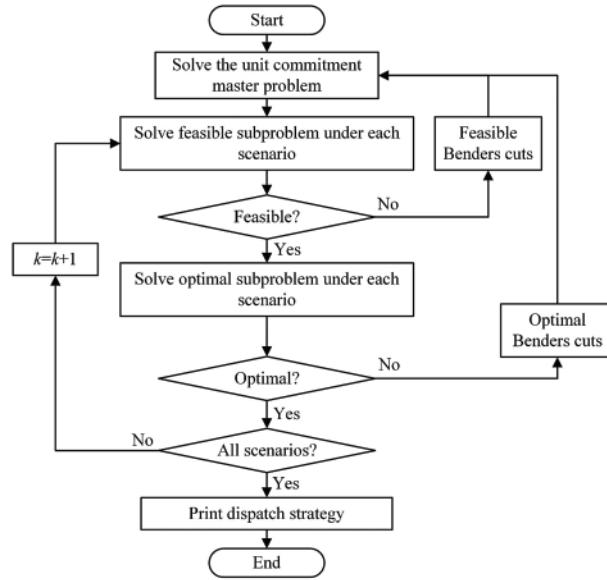 Start
Solve the unit commitment
master problem
Solve feasible subproblem under each
scenario
Feasible
Benders cuts
Feasible?
No
Yes
k=k+1
Solve optimal subproblem under each
scenario
Optimal
Benders cuts
Optimal?
No
Yes
No
All scenarios?
Yes
Print dispatch strategy
End